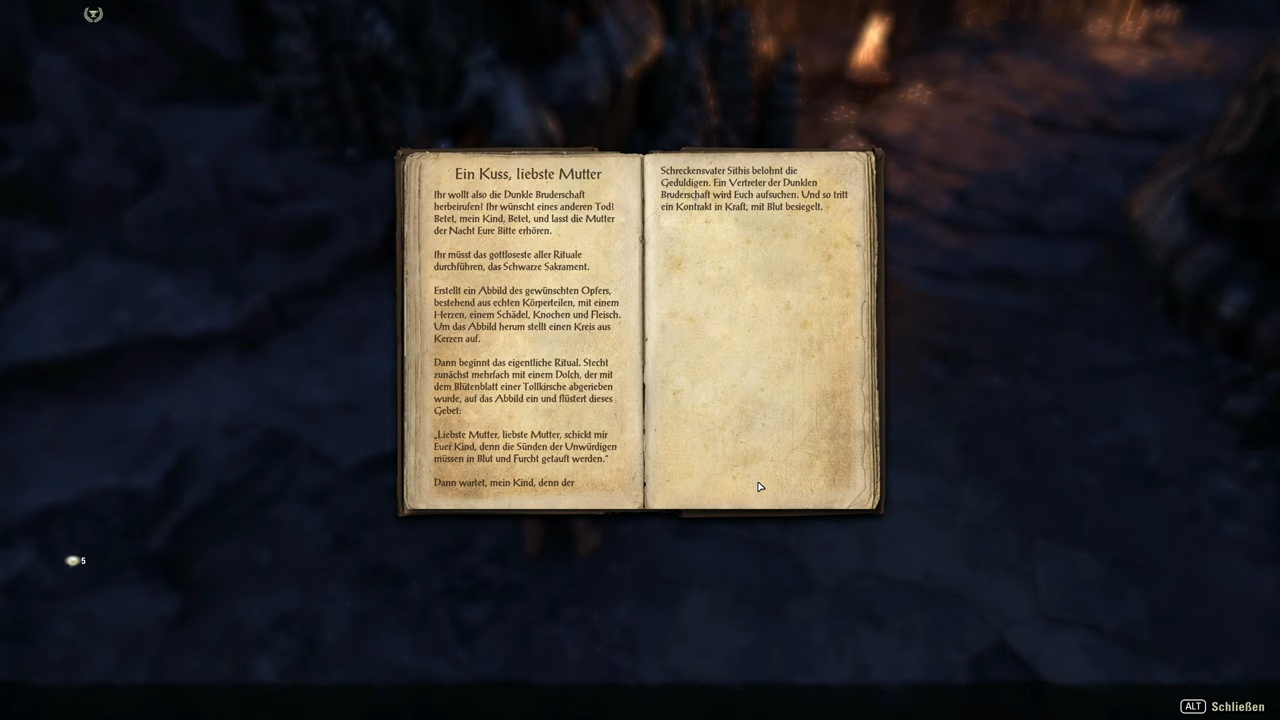 Ein Kuss, liebste Mutter
Ihr wollt also die Dunkle Bruderschaft
herbeirufen? Ihr wünscht eines anderen Tod?
Betet, mein Kind. Betet, und lasst die Mutter
der Nacht Eure Bitte erhören.
Ihr müsst das gottloseste aller Rituale
durchführen, das Schwarze Sakrament.
Erstellt ein Abbild des gewünschten Opfers,
bestehend aus echten Körperteilen, mit einem
Herzen, einem Schädel, Knochen und Fleisch.
Um das Abbild herum stellt einen Kreis aus
Kerzen auf.
Dann beginnt das eigentliche Ritual. Stecht
zunächst mehrfach mit einem Dolch, der mit
dem Blütenblatt einer Tollkirsche abgerieben
wurde, auf das Abbild ein und flüstert dieses
Gebet:
„Liebste Mutter, liebste Mutter, schickt mir
Euer Kind, denn die Sünden der Unwürdigen
müssen in Blut und Furcht getauft werden.“
Dann wartet, mein Kind, denn der
Schreckensvater Sithis belohnt die
Geduldigen. Ein Vertreter der Dunklen
Bruderschaft wird Euch aufsuchen. Und so tritt
ein Kontrakt in Kraft, mit Blut besiegelt.
5
ALT Schließen